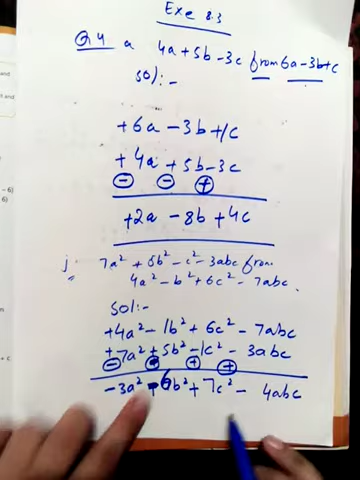 Exe 8.3
Q4 a 4a+5b-3c from 6a-3b+c
sol:-
+6a-3b+1c
+4a+5b-3c
- - +
+2a-8b+4c
j 7a²+5b²-c²-3abc from
4a²-b²+6c²-7abc.
Sol:-
+4a²-1b²+6c²-7abc
+7a²+5b²-1c²-3abc
- - + +
-3a²-6b²+7c²-4abc